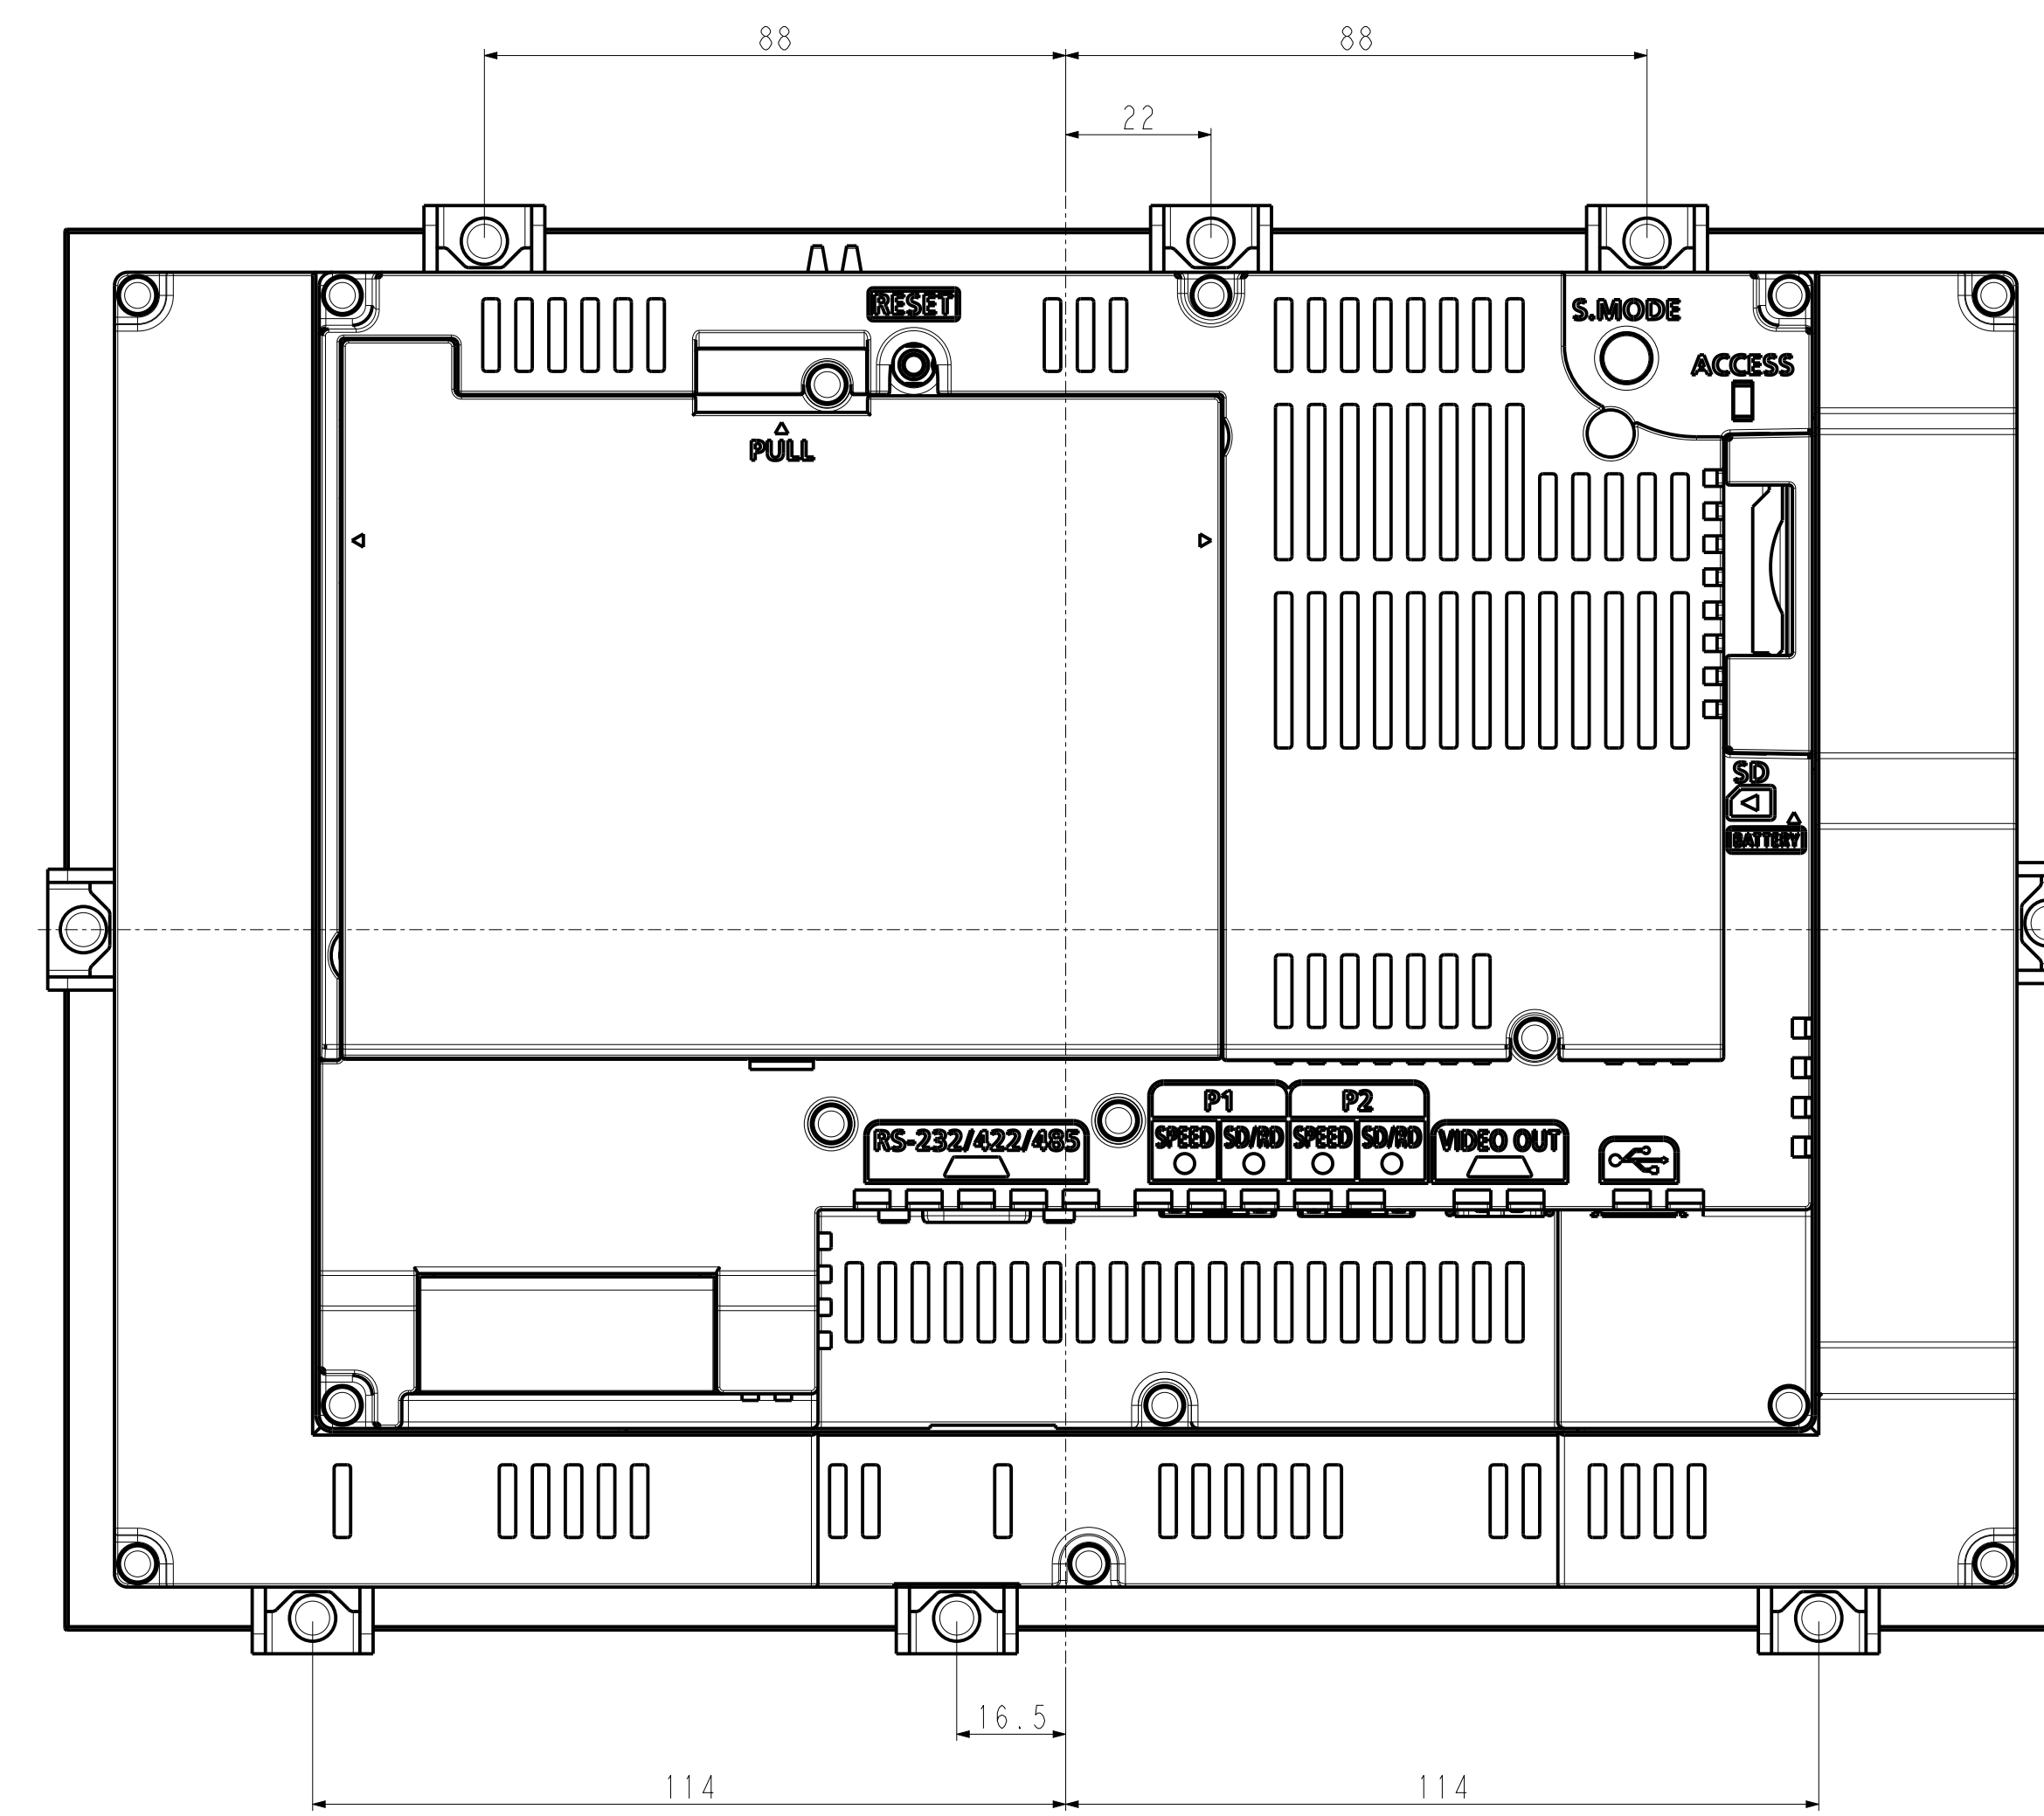 88 88
22
RESET
S.MODE
ACCESS
PULL
SD
BATTERY
P1 P2
RS-232/422/485 SPEED SD/RD SPEED SD/RD VIDEO OUT
16.5
114 114